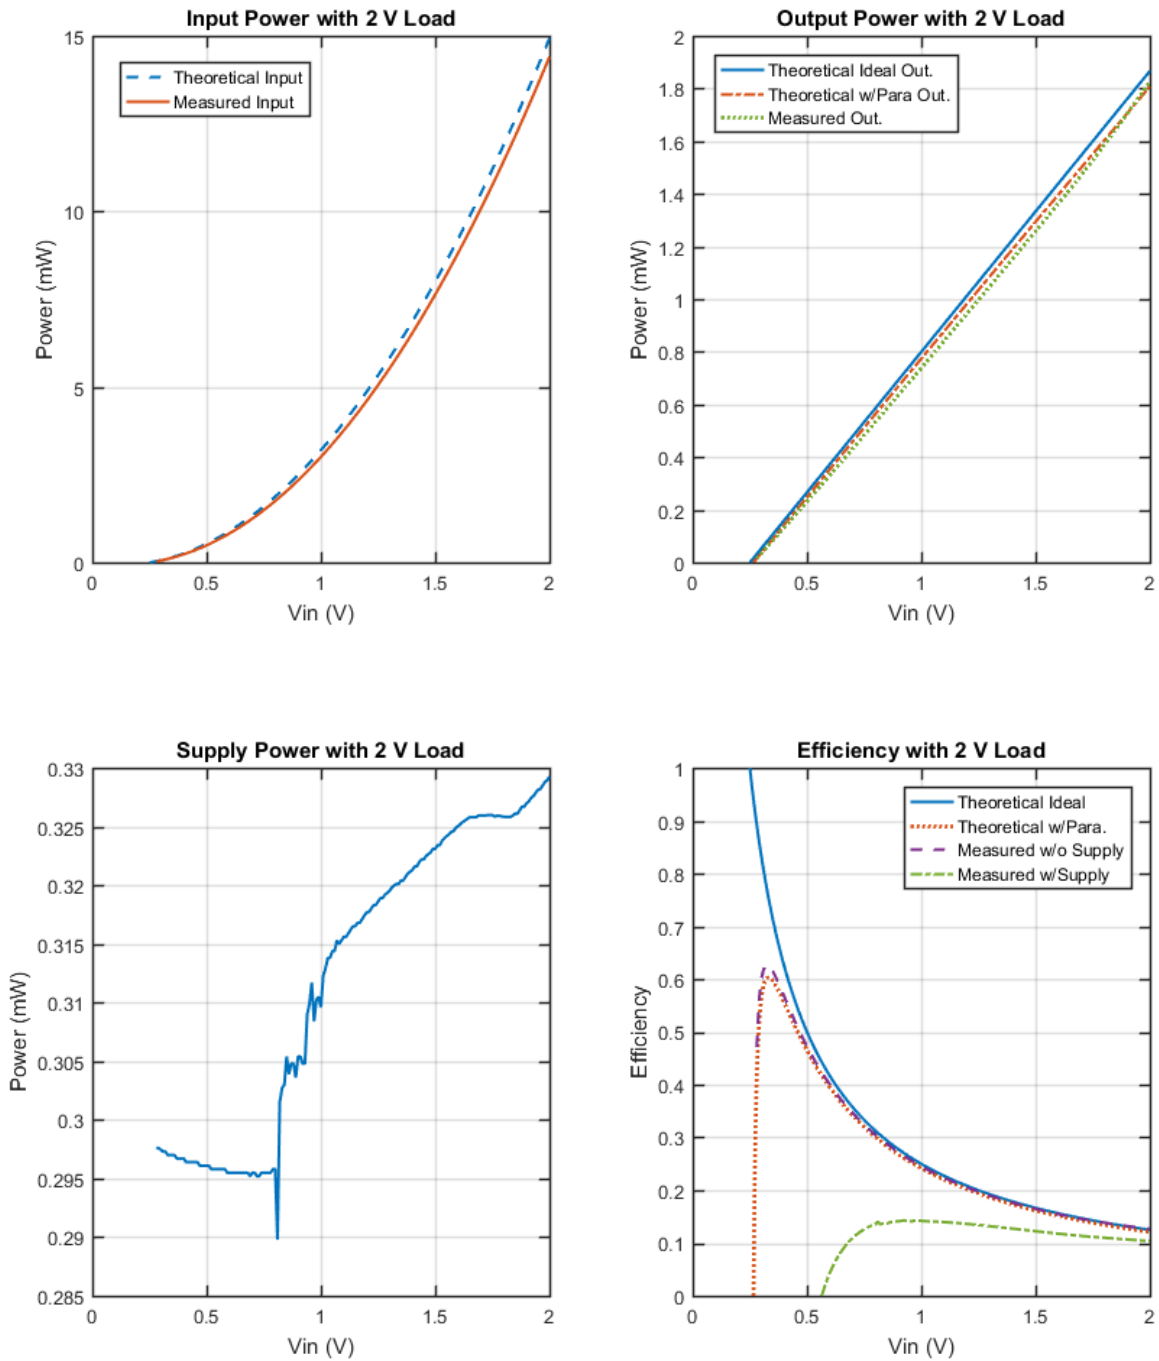 Input Power with 2 V Load
15
10
5
0
Power (mW)
Theoretical Input
Measured Input
0 0.5 1 1.5 2
Vin (V)
Output Power with 2 V Load
2
1.8
1.6
1.4
1.2
1
0.8
0.6
0.4
0.2
0
Power (mW)
Theoretical Ideal Out.
Theoretical w/Para Out.
Measured Out.
0 0.5 1 1.5 2
Vin (V)
Supply Power with 2 V Load
0.33
0.325
0.32
0.315
0.31
0.305
0.3
0.295
0.29
0.285
Power (mW)
0 0.5 1 1.5 2
Vin (V)
Efficiency with 2 V Load
1
0.9
0.8
0.7
0.6
0.5
0.4
0.3
0.2
0.1
0
Efficiency
Theoretical Ideal
Theoretical w/Para.
Measured w/o Supply
Measured w/Supply
0 0.5 1 1.5 2
Vin (V)